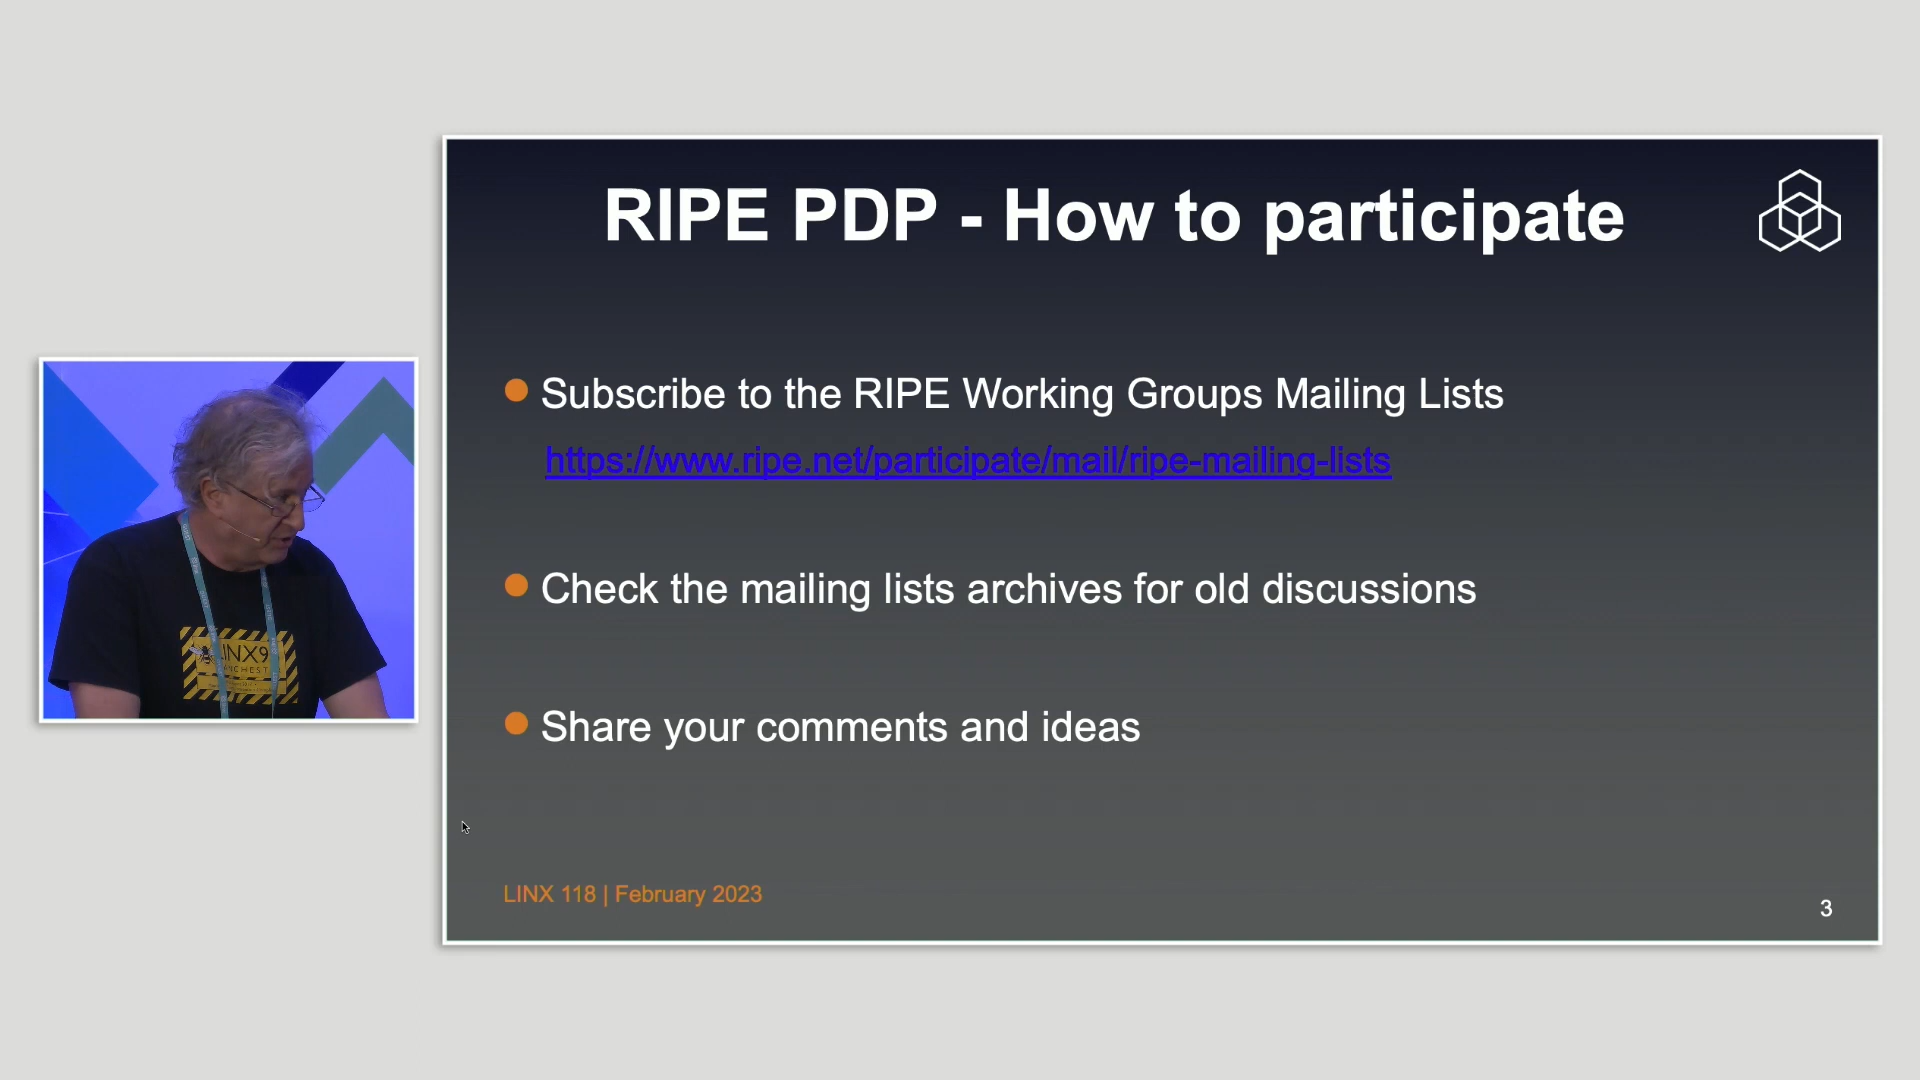 RIPE PDP - How to participate
Subscribe to the RIPE Working Groups Mailing Lists
https://www.ripe.net/participate/mail/ripe-mailing-lists
Check the mailing lists archives for old discussions
Share your comments and ideas
LINX 118 | February 2023
3
LINX9